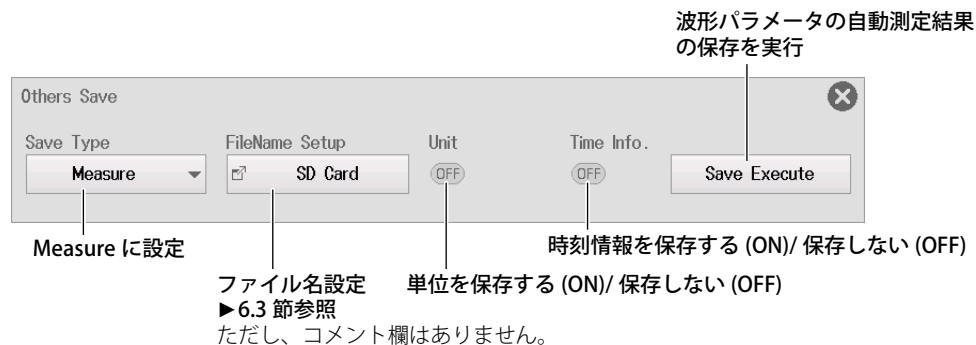 波形パラメータの自動測定結果
の保存を実行
Others Save
Save Type
FileName Setup
Unit
Time Info.
Measure
SD Card
OFF
OFF
Save Execute
Measure に設定
時刻情報を保存する (ON)/ 保存しない (OFF)
ファイル名設定
単位を保存する (ON)/ 保存しない (OFF)
►6.3 節参照
ただし、コメント欄はありません。